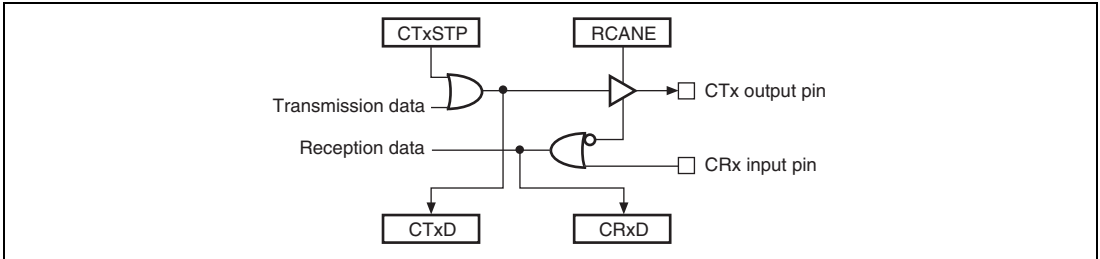 CTxSTP
RCANE
Transmission data
CTx output pin
Reception data
CRx input pin
CTxD
CRxD